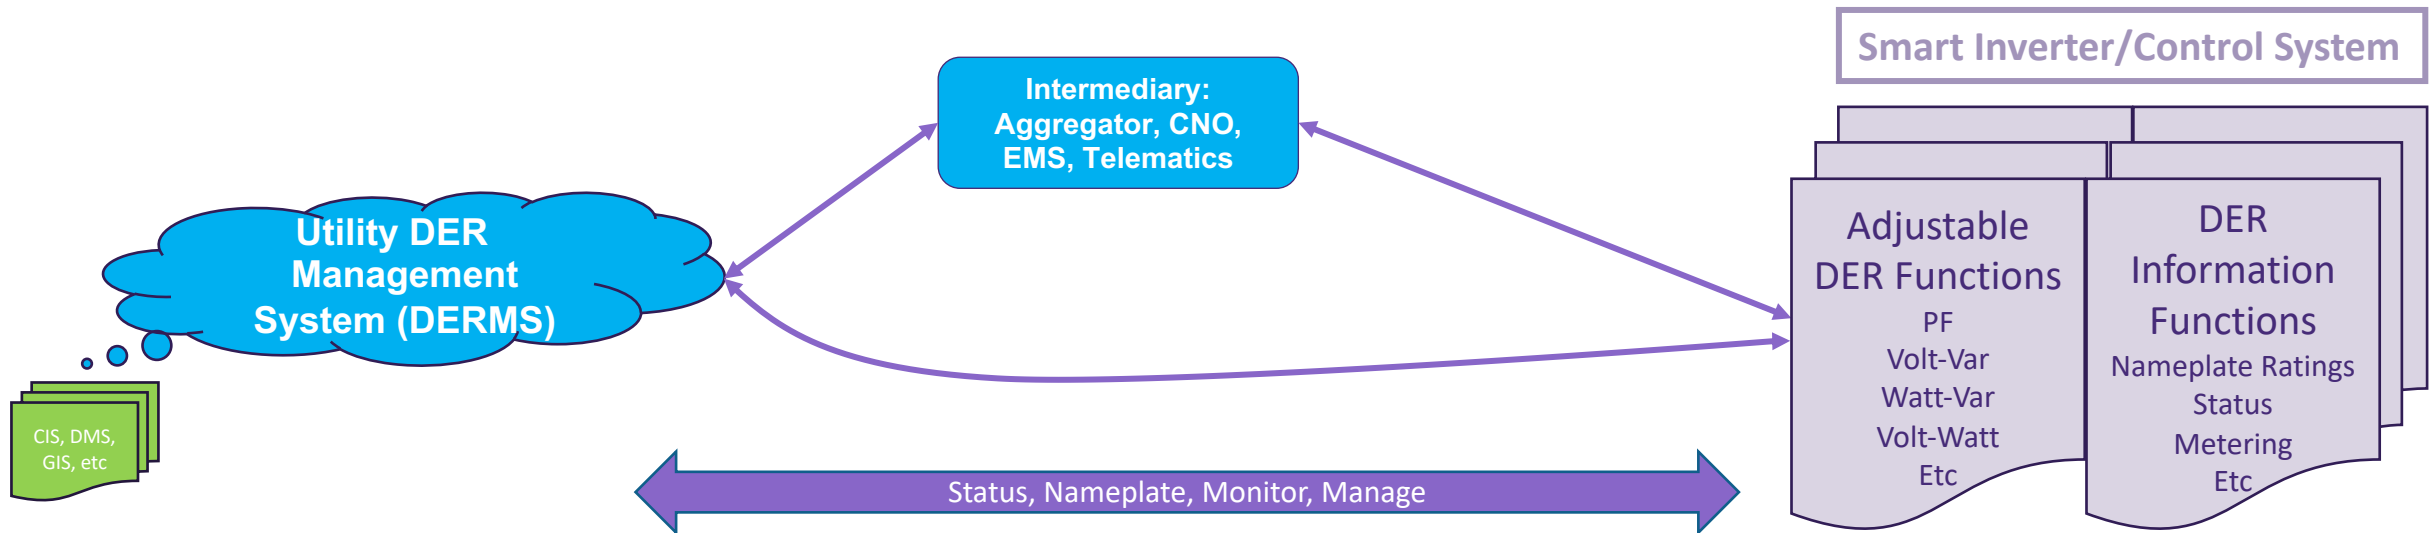 Smart Inverter/Control System
Intermediary:
Aggregator, CNO,
EMS, Telematics
Utility DER
Management
System (DERMS)
CIS, DMS,
GIS, etc
Adjustable
DER Functions
PF
Volt-Var
Watt-Var
Volt-Watt
Etc
DER
Information
Functions
Nameplate Ratings
Status
Metering
Etc
Status, Nameplate, Monitor, Manage